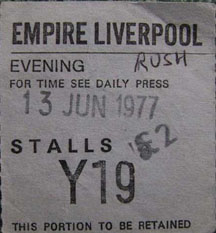 EMPIRE LIVERPOOL
EVENING RUSH
FOR TIME SEE DAILY PRESS
13 JUN 1977
STALLS £2
Y19
THIS PORTION TO BE RETAINED